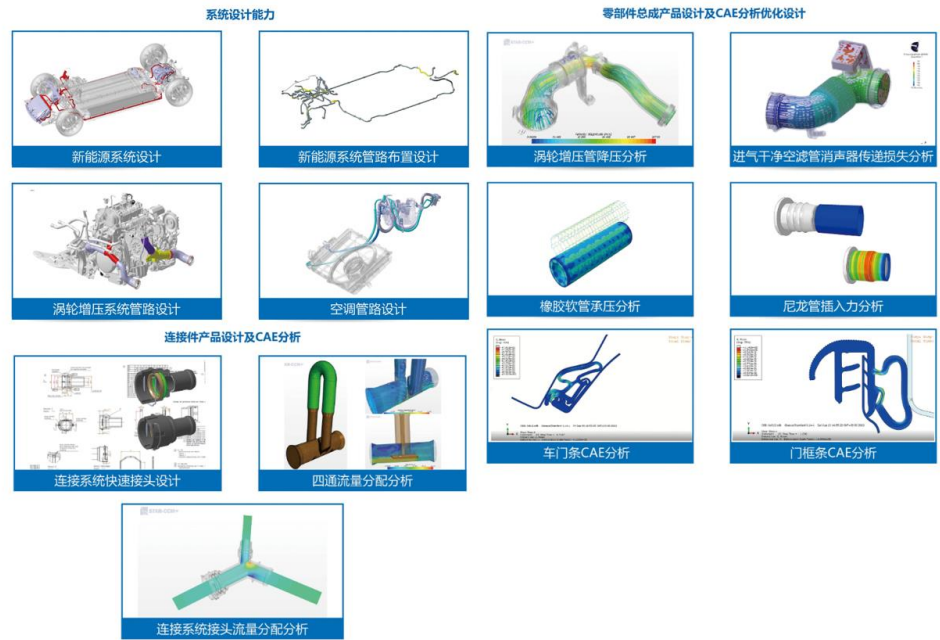 系统设计能力
新能源系统设计
新能源系统管路布置设计
涡轮增压系统管路设计
空调管路设计
连接件产品设计及CAE分析
连接系统快速接头设计
四通流量分配分析
连接系统接头流量分配分析
零部件总成产品设计及CAE分析优化设计
涡轮增压管降压分析
进气干净空滤管消声器传递损失分析
橡胶软管承压分析
尼龙管插入力分析
车门条CAE分析
门框条CAE分析